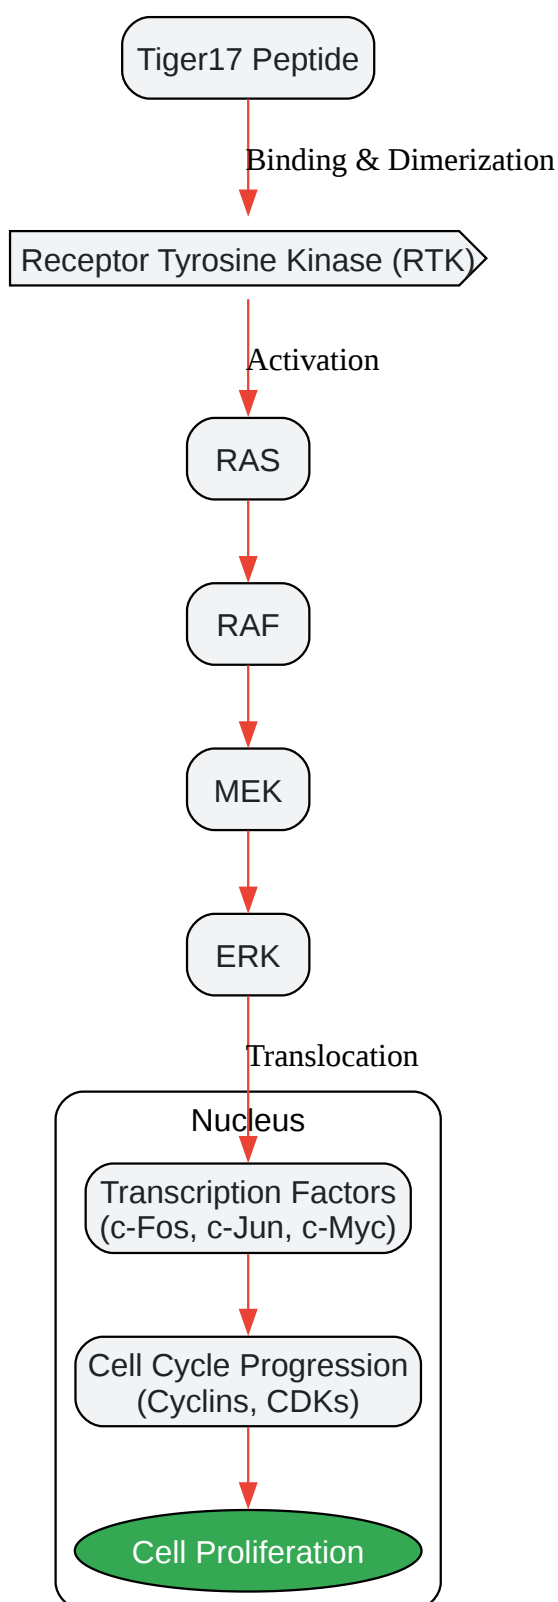 Tiger17 Peptide
Binding & Dimerization
Receptor Tyrosine Kinase (RTK)
Activation
RAS
RAF
MEK
ERK
Translocation
Nucleus
Transcription Factors
(c-Fos, c-Jun, c-Myc)
Cell Cycle Progression
(Cyclins, CDKs)
Cell Proliferation